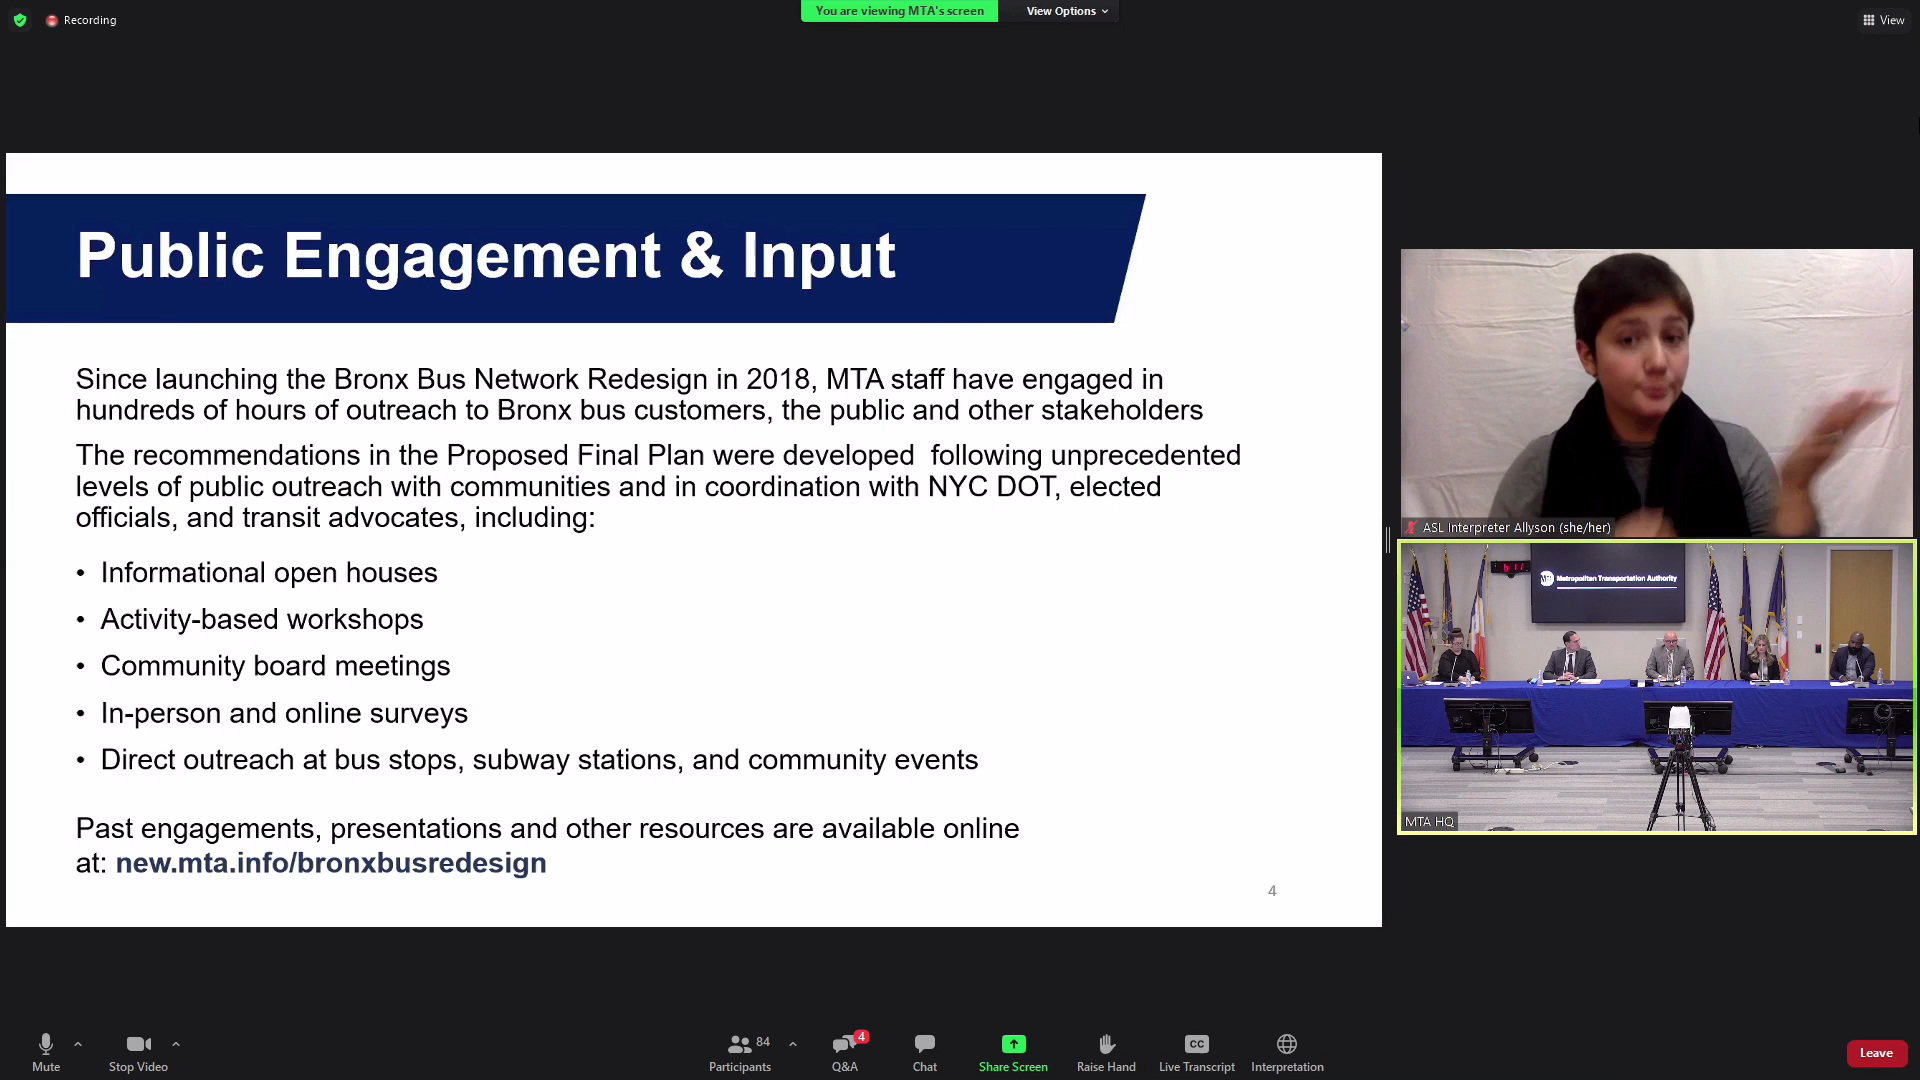 Recording
You are viewing MTA's screen
View Options
View
Public Engagement & Input
Since launching the Bronx Bus Network Redesign in 2018, MTA staff have engaged in
hundreds of hours of outreach to Bronx bus customers, the public and other stakeholders
The recommendations in the Proposed Final Plan were developed  following unprecedented
levels of public outreach with communities and in coordination with NYC DOT, elected
officials, and transit advocates, including:
• Informational open houses
• Activity-based workshops
• Community board meetings
• In-person and online surveys
• Direct outreach at bus stops, subway stations, and community events
Past engagements, presentations and other resources are available online
at: new.mta.info/bronxbusredesign
4
ASL Interpreter Allyson (she/her)
MTA Metropolitan Transportation Authority
MTA HQ
Mute
Stop Video
84
Participants
4
Q&A
Chat
Share Screen
Raise Hand
CC
Live Transcript
Interpretation
Leave